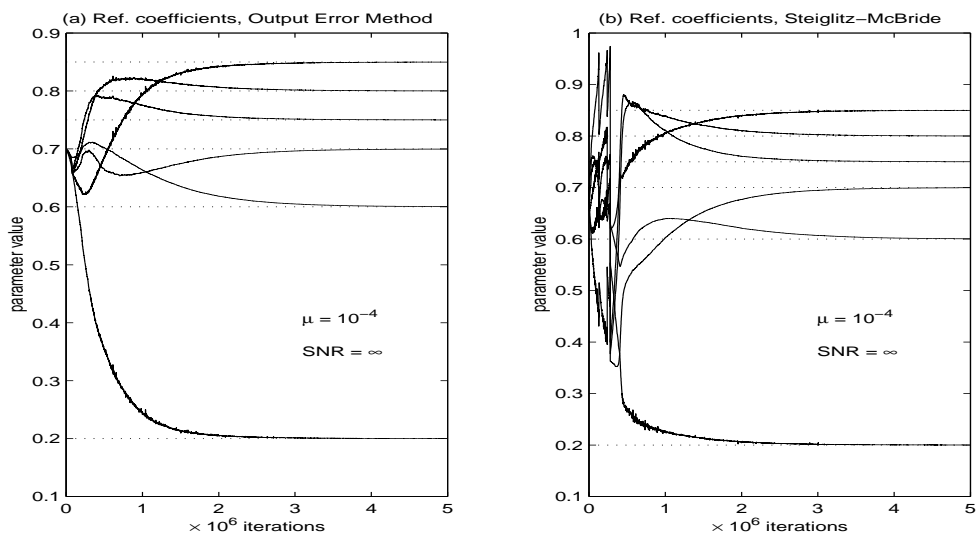 (a) Ref. coefficients, Output Error Method
0.9
0.8
0.7
0.6
0.5
0.4
0.3
0.2
0.1
parameter value
μ = 10⁻⁴
SNR = ∞
0 1 2 3 4 5
× 10⁶ iterations
(b) Ref. coefficients, Steiglitz−McBride
1
0.9
0.8
0.7
0.6
0.5
0.4
0.3
0.2
0.1
parameter value
μ = 10⁻⁴
SNR = ∞
0 1 2 3 4 5
× 10⁶ iterations